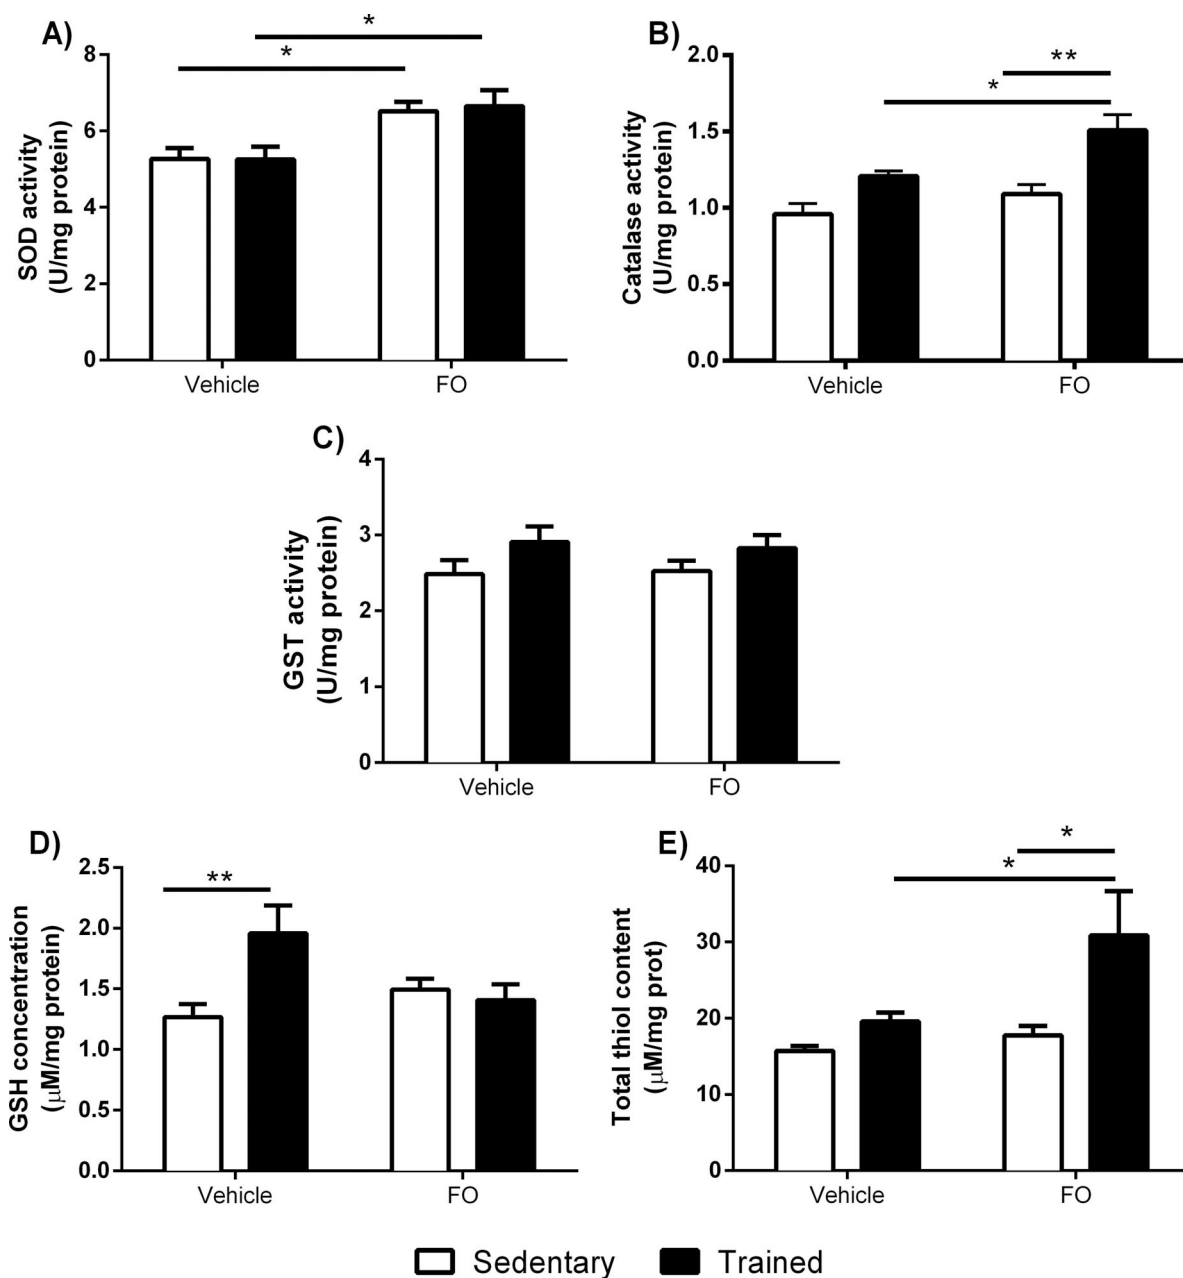 A)
*
*
SOD activity
(U/mg protein)
8
6
4
2
0
Vehicle FO
B)
**
*
Catalase activity
(U/mg protein)
2.0
1.5
1.0
0.5
0.0
Vehicle FO
C)
GST activity
(U/mg protein)
4
3
2
1
0
Vehicle FO
D)
**
GSH concentration
(μM/mg protein)
2.5
2.0
1.5
1.0
0.5
0.0
Vehicle FO
E)
*
*
Total thiol content
(μM/mg prot)
40
30
20
10
0
Vehicle FO
Sedentary Trained